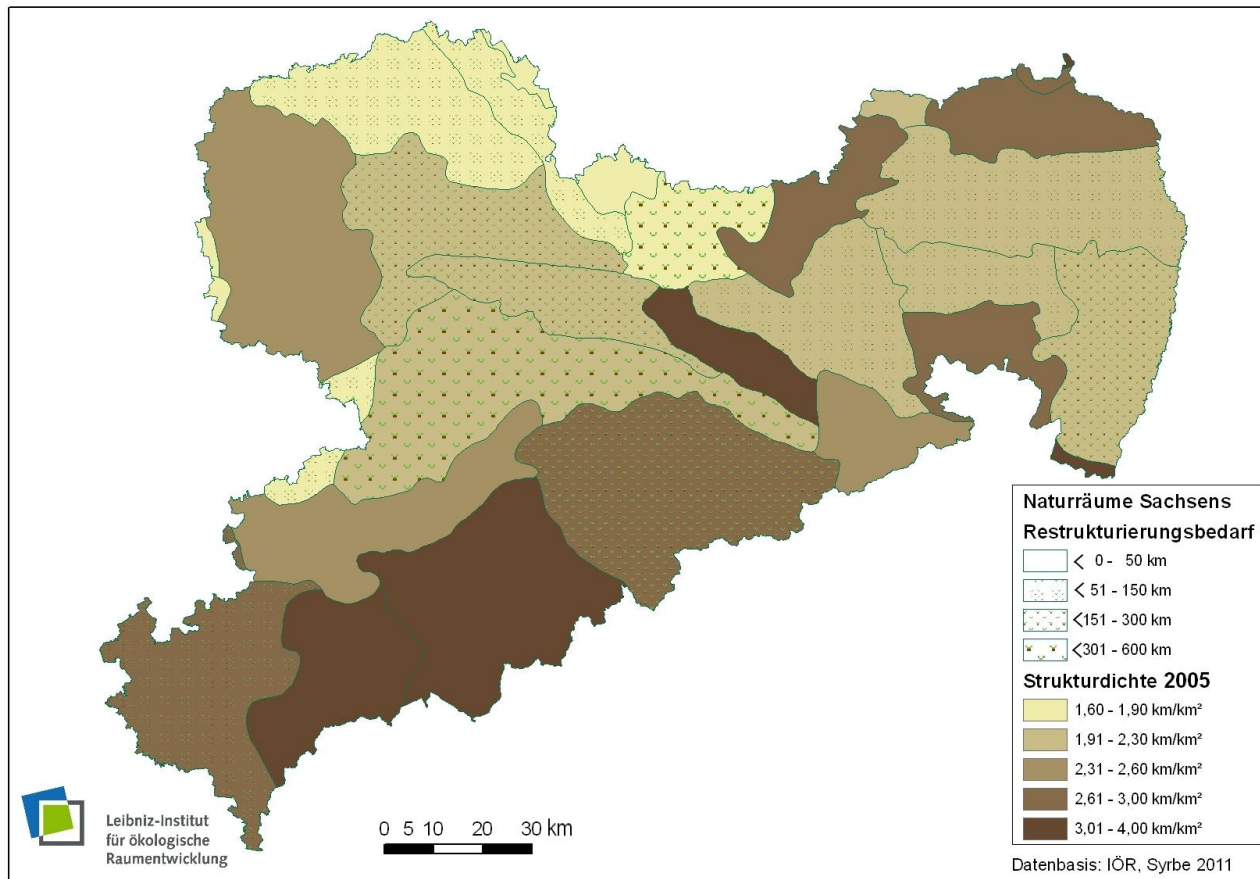 Naturräume Sachsens
Restrukturierungsbedarf
< 0 - 50 km
< 51 - 150 km
<151 - 300 km
<301 - 600 km
Strukturdichte 2005
1,60 - 1,90 km/km²
1,91 - 2,30 km/km²
2,31 - 2,60 km/km²
2,61 - 3,00 km/km²
3,01 - 4,00 km/km²
Datenbasis: IÖR, Syrbe 2011
Leibniz-Institut
für ökologische
Raumentwicklung
0 5 10 20 30 km